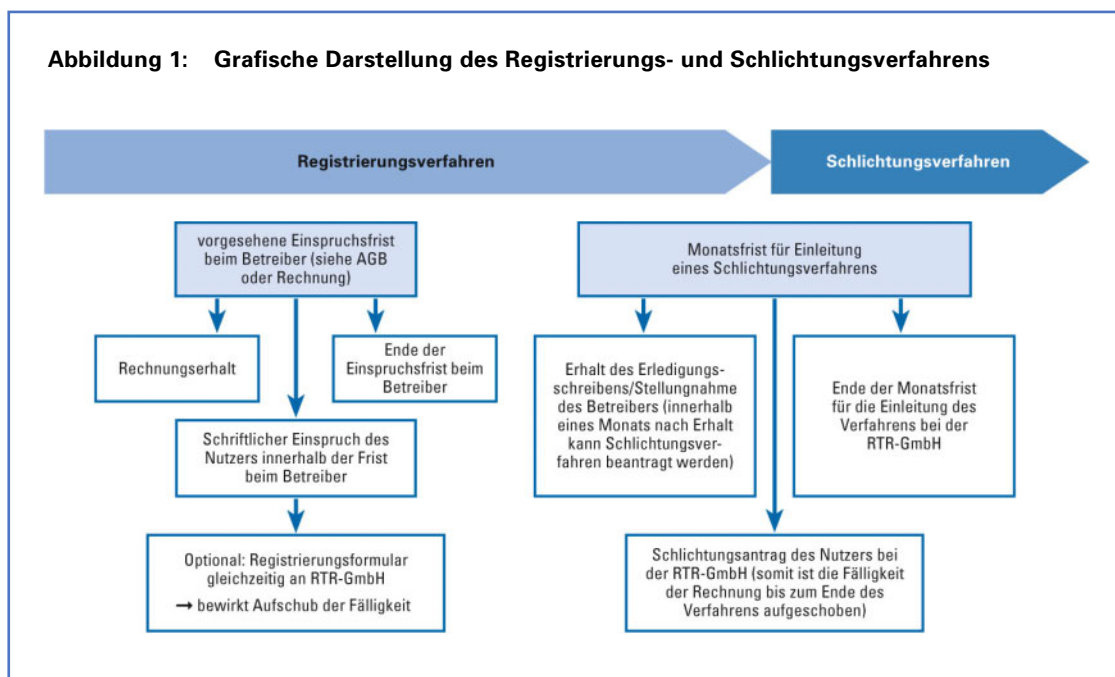 Abbildung 1: Grafische Darstellung des Registrierungs- und Schlichtungsverfahrens
Registrierungsverfahren
Schlichtungsverfahren
vorgesehene Einspruchsfrist
beim Betreiber (siehe AGB
oder Rechnung)
Rechnungserhalt
Ende der
Einspruchsfrist beim
Betreiber
Schriftlicher Einspruch des
Nutzers innerhalb der Frist
beim Betreiber
Optional: Registrierungsformular
gleichzeitig an RTR-GmbH
→ bewirkt Aufschub der Fälligkeit
Monatsfrist für Einleitung
eines Schlichtungsverfahrens
Erhalt des Erledigungs-
schreibens/Stellungnahme
des Betreibers (innerhalb
eines Monats nach Erhalt
kann Schlichtungsver-
fahren beantragt werden)
Ende der Monatsfrist
für die Einleitung des
Verfahrens bei der
RTR-GmbH
Schlichtungsantrag des Nutzers bei
der RTR-GmbH (somit ist die Fälligkeit
der Rechnung bis zum Ende des
Verfahrens aufgeschoben)